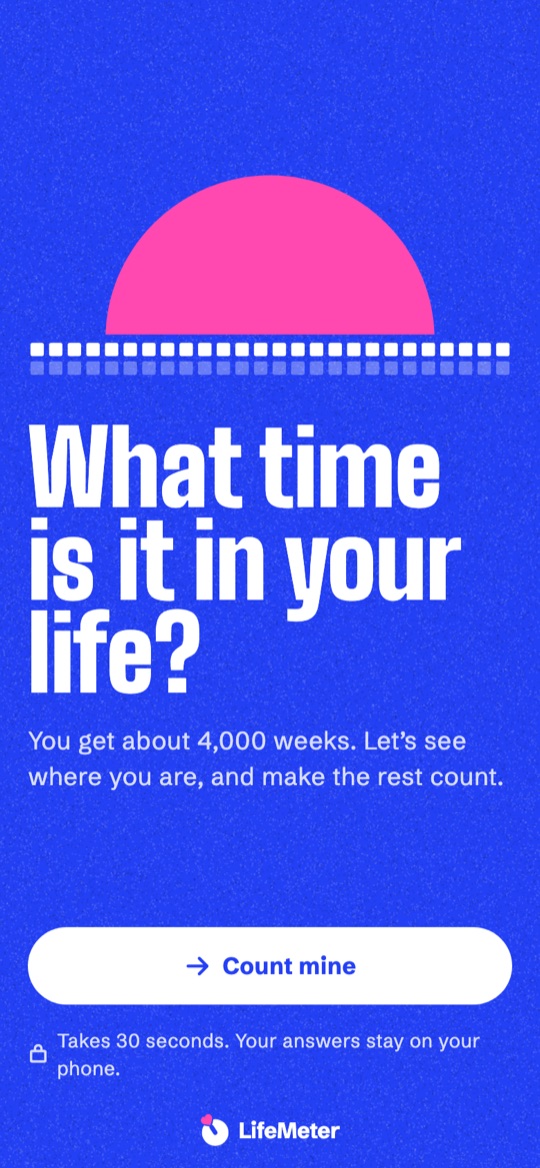 What time
is it in your
life?
You get about 4,000 weeks. Let’s see
where you are, and make the rest count.
→ Count mine
Takes 30 seconds. Your answers stay on your
phone.
LifeMeter